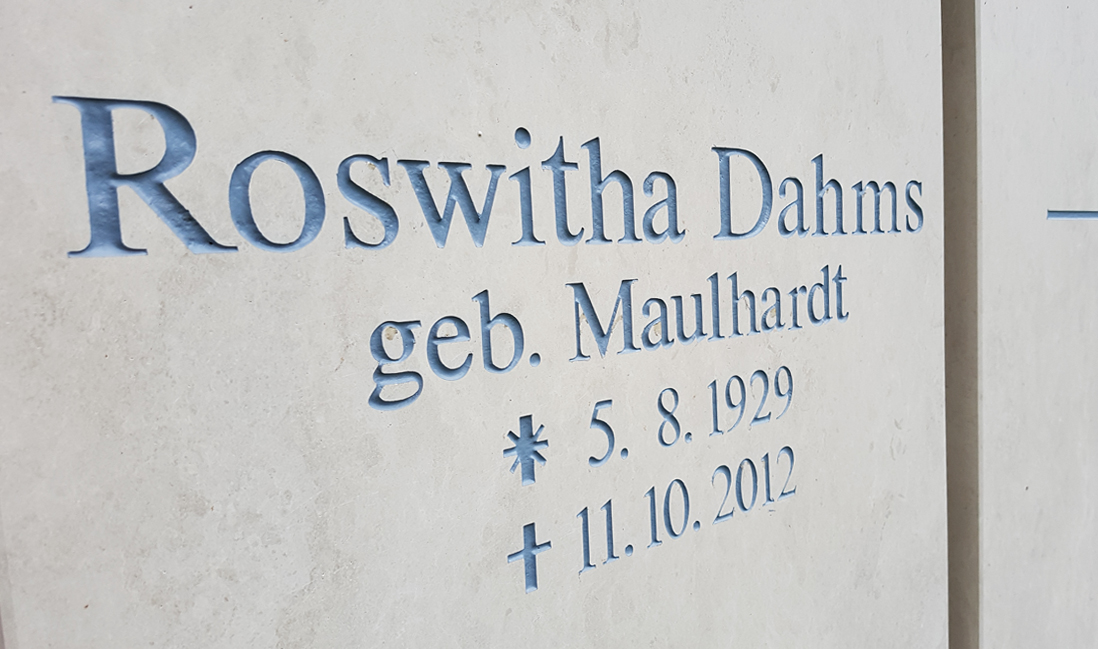 Roswitha Dahms
geb. Maulhardt
* 5. 8. 1929
† 11. 10. 2012